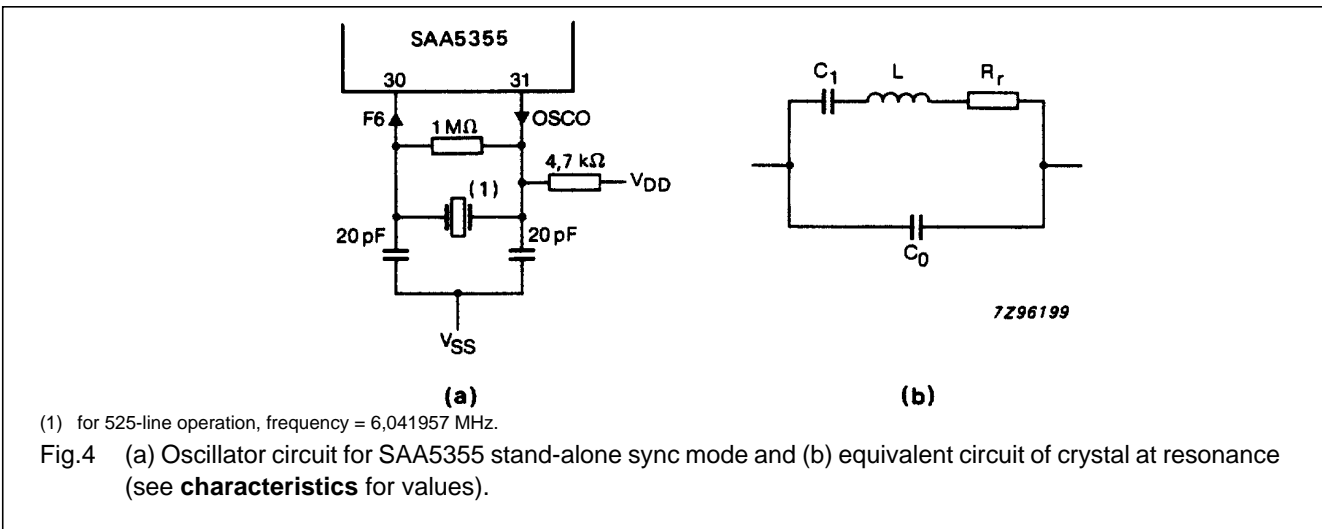 SAA5355
30 31
F6 OSCO
1 MΩ
4,7 kΩ
VDD
(1)
20 pF 20 pF
VSS
(a)
C1 L Rr
C0
7Z96199
(b)
(1) for 525-line operation, frequency = 6,041957 MHz.
Fig.4 (a) Oscillator circuit for SAA5355 stand-alone sync mode and (b) equivalent circuit of crystal at resonance
(see characteristics for values).